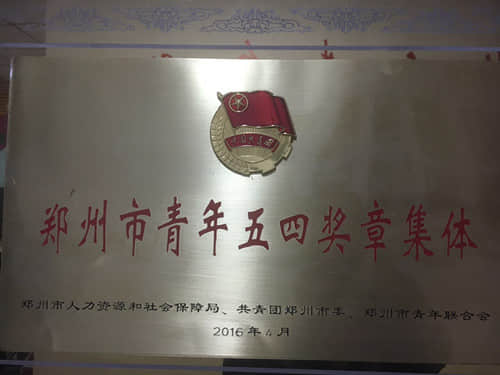 郑州市青年五四奖章集体
郑州市人力资源和社会保障局、共青团郑州市委、郑州市青年联合会
2016年4月